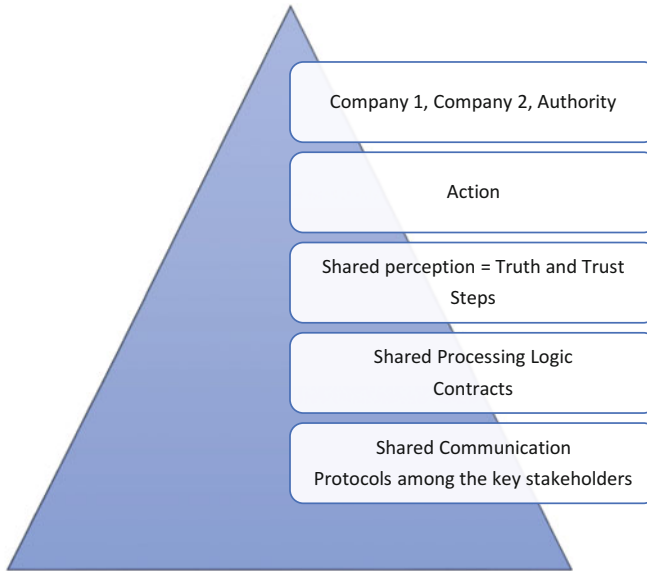 Company 1, Company 2, Authority
Action
Shared perception = Truth and Trust
Steps
Shared Processing Logic
Contracts
Shared Communication
Protocols among the key stakeholders